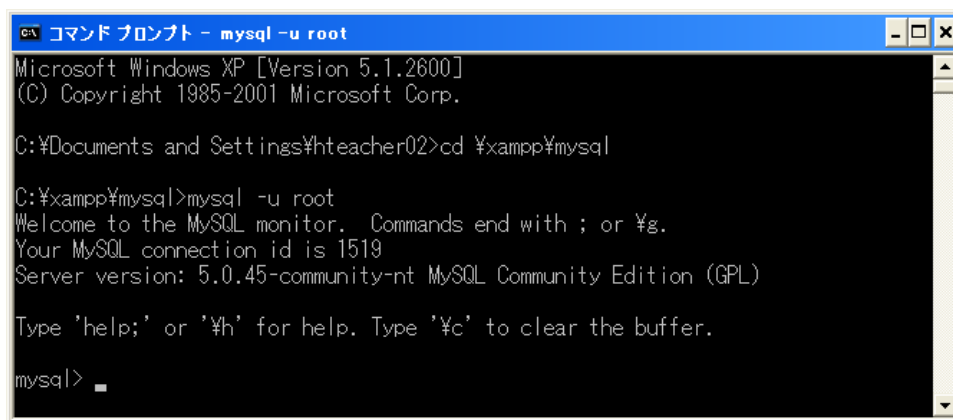 コマンド プロンプト - mysql -u root
Microsoft Windows XP [Version 5.1.2600]
(C) Copyright 1985-2001 Microsoft Corp.
C:¥Documents and Settings¥hteacher02>cd ¥xampp¥mysql
C:¥xampp¥mysql>mysql -u root
Welcome to the MySQL monitor.  Commands end with ; or ¥g.
Your MySQL connection id is 1519
Server version: 5.0.45-community-nt MySQL Community Edition (GPL)
Type 'help;' or '¥h' for help. Type '¥c' to clear the buffer.
mysql> _